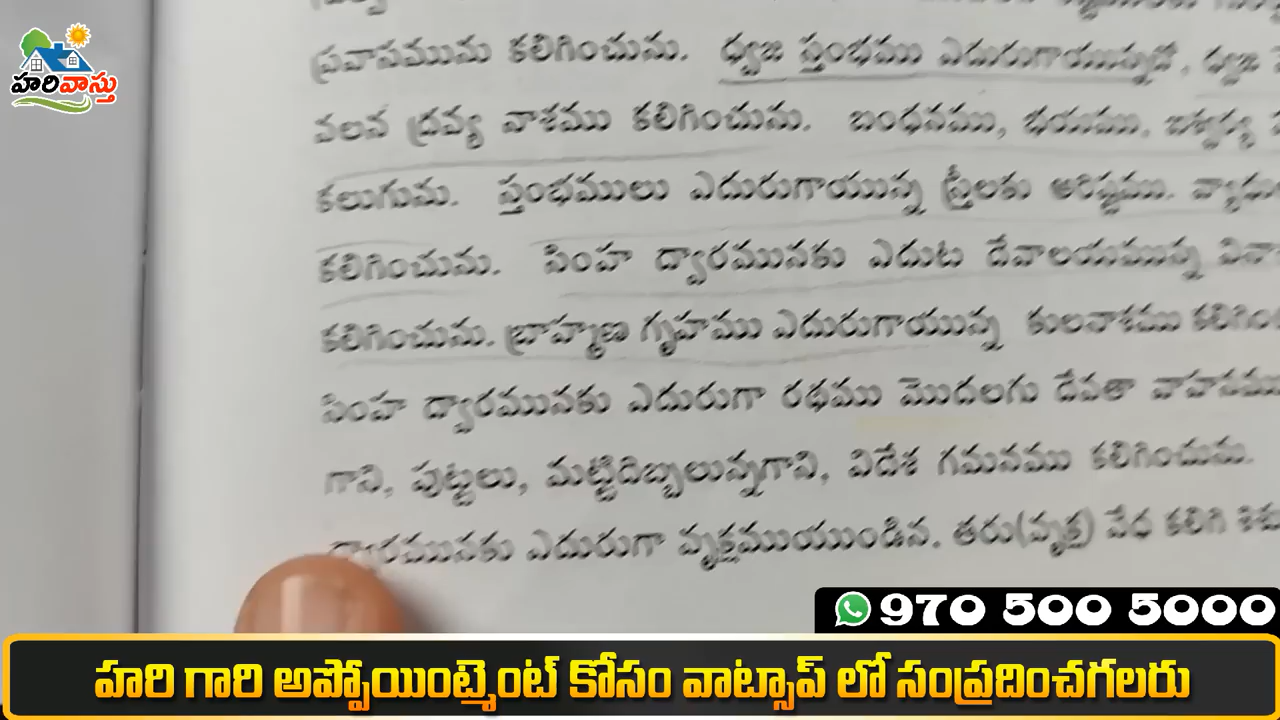 హరివాస్తు
ప్రవాసమును కలిగించును. ధ్వజ స్తంభము ఎదురుగాయున్నచో, ధ్వజ
వలన ద్రవ్య నాశము కలిగించును. బంధనము, భయము,
కలుగును. స్తంభములు ఎదురుగాయున్న స్త్రీలకు అరిష్టము.
కలిగించును. సింహ ద్వారమునకు ఎదుట దేవాలయమున్న
కలిగించును. బ్రాహ్మణ గృహము ఎదురుగాయున్న కులనాశము
సింహ ద్వారమునకు ఎదురుగా రథము మొదలగు దేవతా
గాని, పుట్టలు, మట్టిదిబ్బలున్నగాని, విదేశ గమనము కలిగించును.
ద్వారమునకు ఎదురుగా వృక్షముయుండిన. తరు(వృక్ష) వేధ కలిగి
970 500 5000
హరి గారి అప్పోయింట్మెంట్ కోసం వాట్సాప్ లో సంప్రదించగలరు